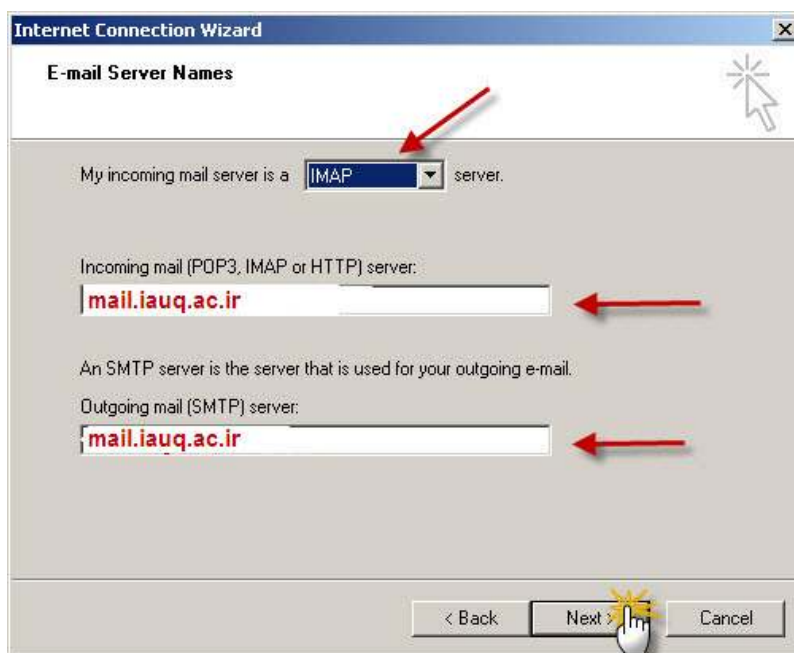 Internet Connection Wizard
E-mail Server Names
My incoming mail server is a IMAP server.
Incoming mail (POP3, IMAP or HTTP) server:
mail.iauq.ac.ir
An SMTP server is the server that is used for your outgoing e-mail.
Outgoing mail (SMTP) server:
mail.iauq.ac.ir
< Back Next > Cancel